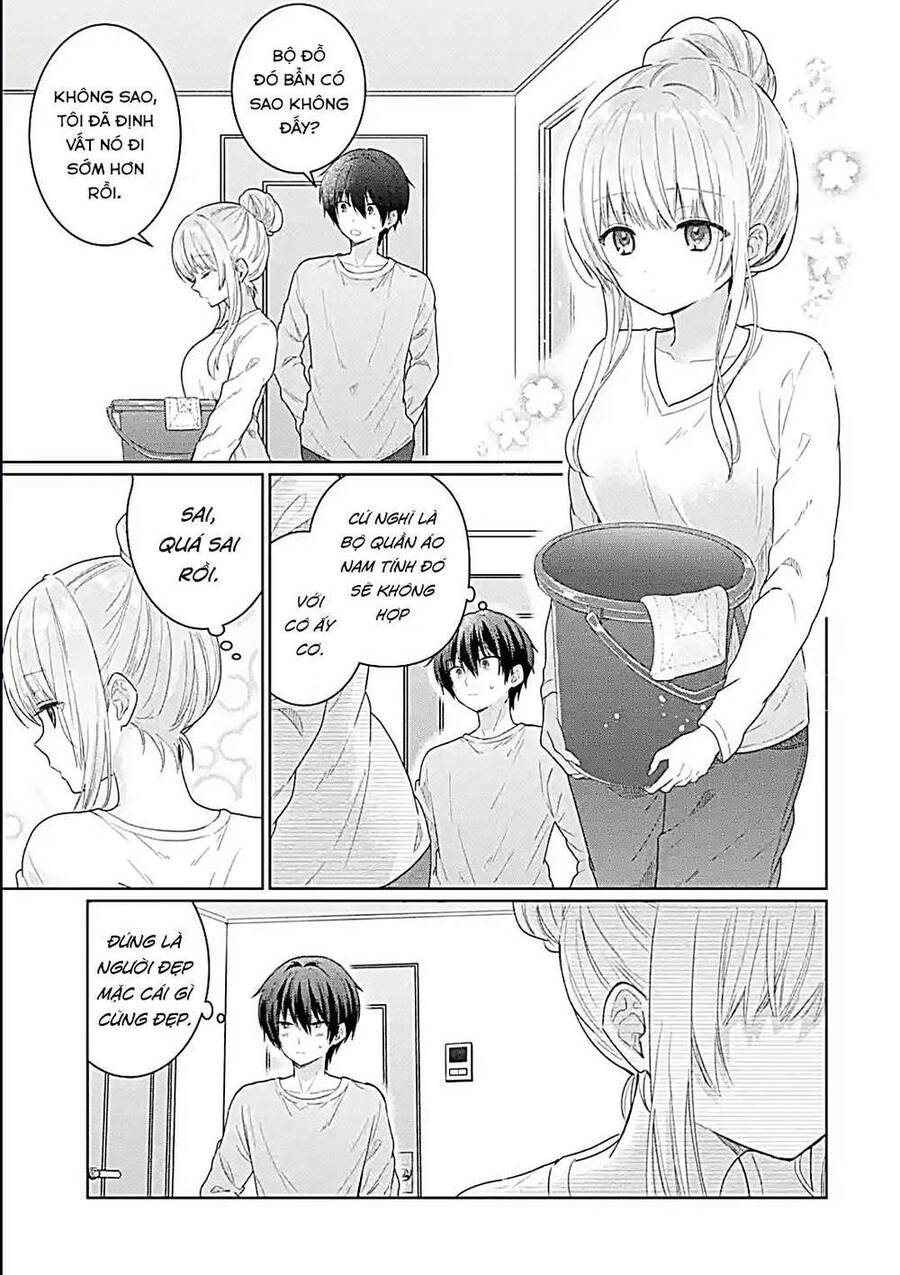 BỘ ĐỒ
ĐÓ BẨN CÓ
SAO KHÔNG
ĐẤY?
KHÔNG SAO,
TÔI ĐÃ ĐỊNH
VẤT NÓ ĐI
SỚM HƠN
RỒI.
CỨ NGHĨ LÀ
BỘ QUẦN ÁO
NAM TÍNH ĐÓ
SẼ KHÔNG
HỢP
VỚI
CÔ ẤY
CƠ.
SAI,
QUÁ SAI
RỒI.
ĐÚNG LÀ
NGƯỜI ĐẸP
MẶC CÁI GÌ
CŨNG ĐẸP.